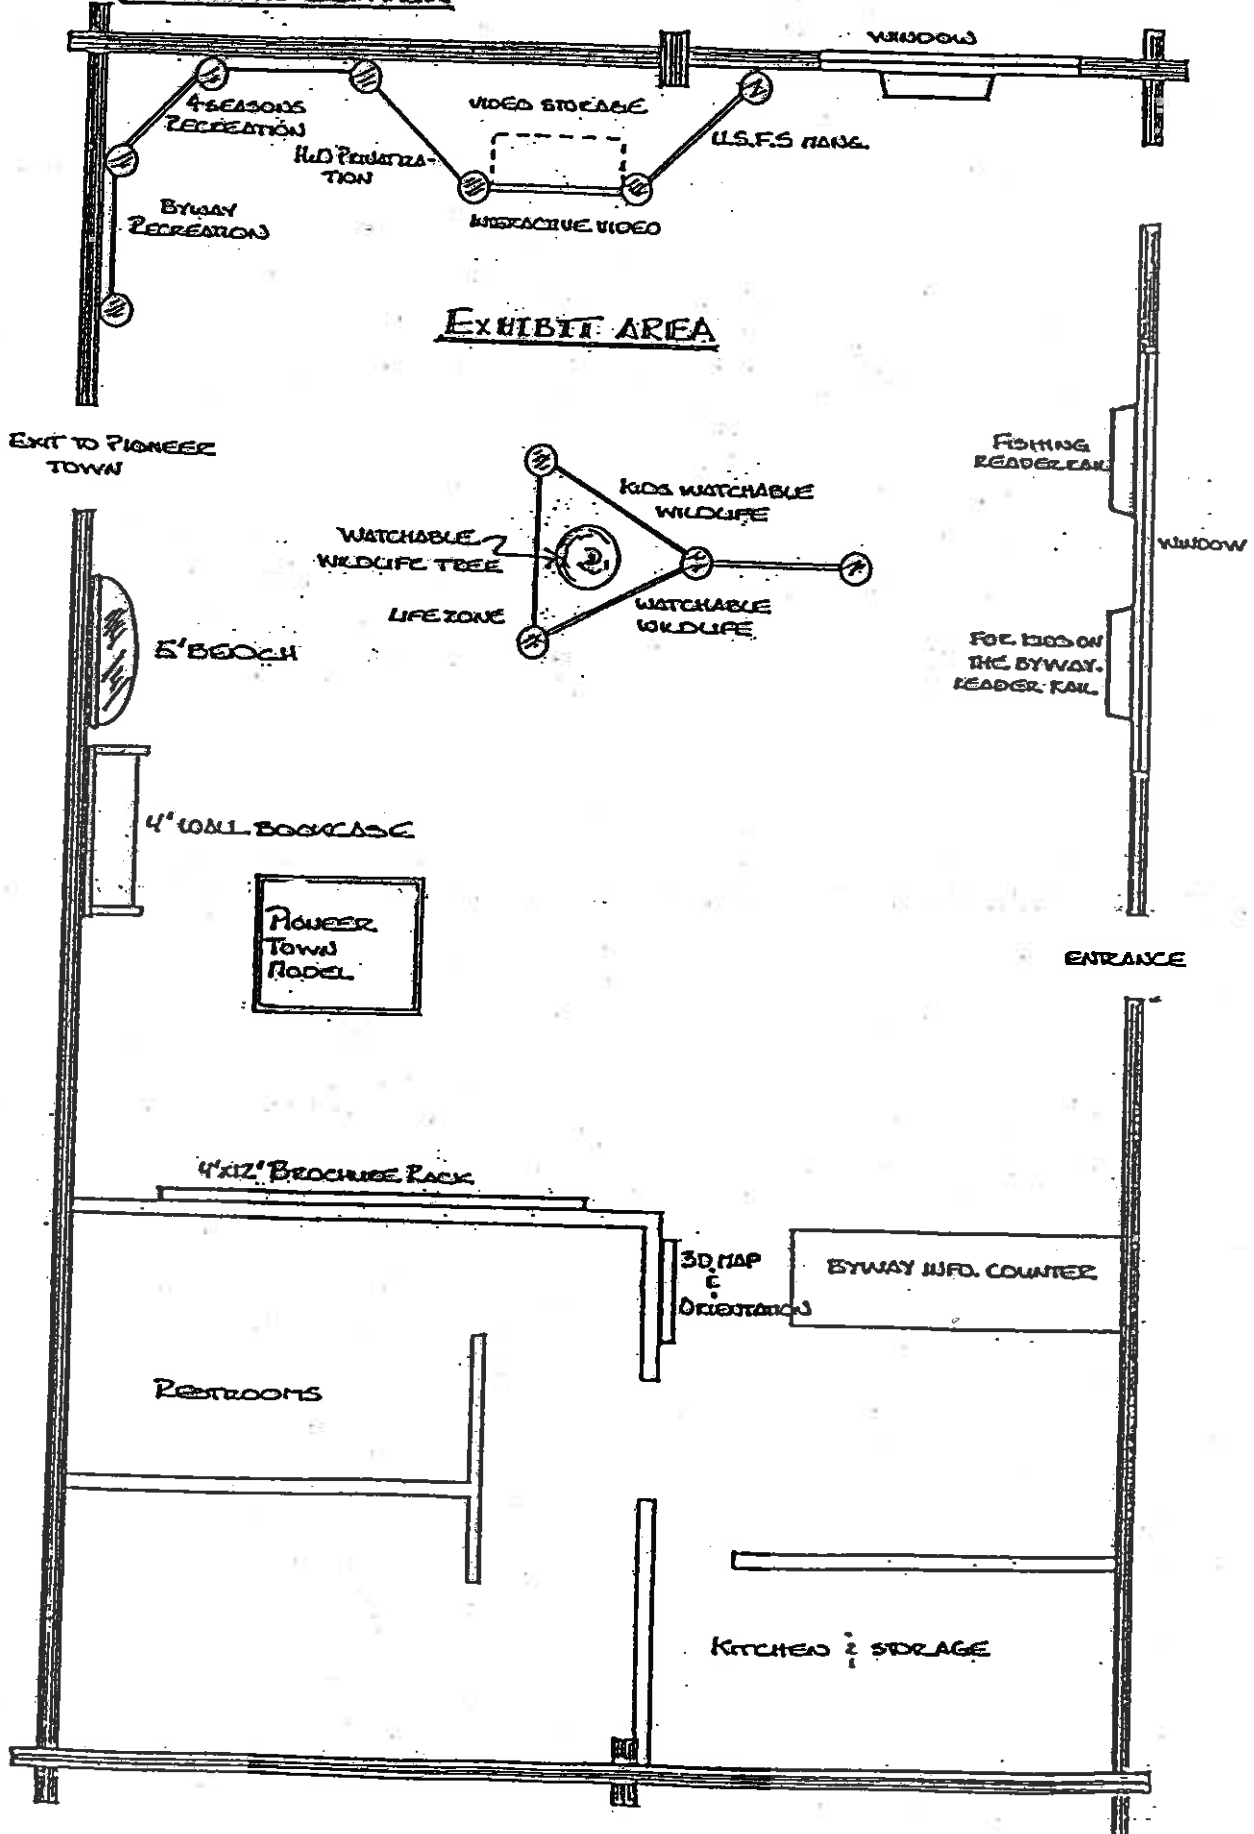 WINDOW
4-SEASONS
RECREATION
VIDEO STORAGE
U.S.F.S MANG.
TION
BYWAY
RECREATION
INTERACTIVE VIDEO
EXHIBIT AREA
EXIT TO PIONEER
TOWN
FISHING
READER RAIL
KIDS WATCHABLE
WILDLIFE
WATCHABLE
WILDLIFE TREE
WINDOW
LIFE ZONE
WATCHABLE
WILDLIFE
5' BENCH
FOR KIDS ON
THE BYWAY.
READER RAIL
4' WALL BOOKCASE
PIONEER
TOWN
MODEL
ENTRANCE
4'x12' BROCHURE RACK
3D MAP
&
ORIENTATION
BYWAY INFO. COUNTER
RESTROOMS
KITCHEN & STORAGE